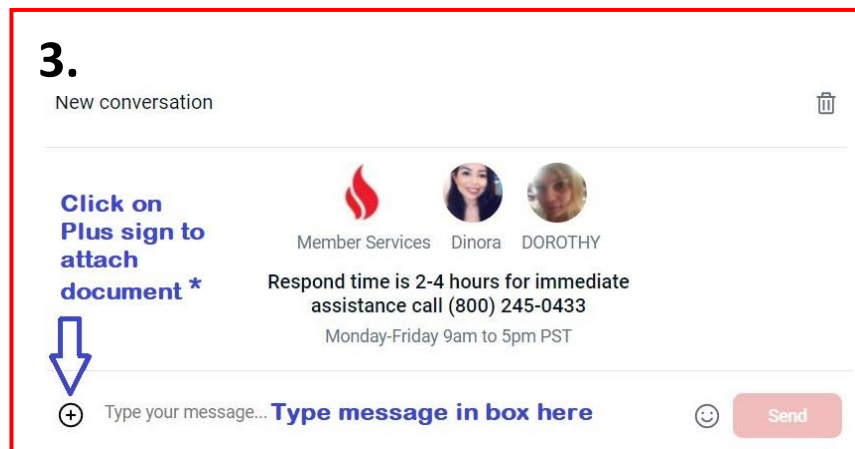 3.
New conversation
Click on
Plus sign to
attach
document *
Member Services Dinora DOROTHY
Respond time is 2-4 hours for immediate
assistance call (800) 245-0433
Monday-Friday 9am to 5pm PST
Type your message... Type message in box here Send